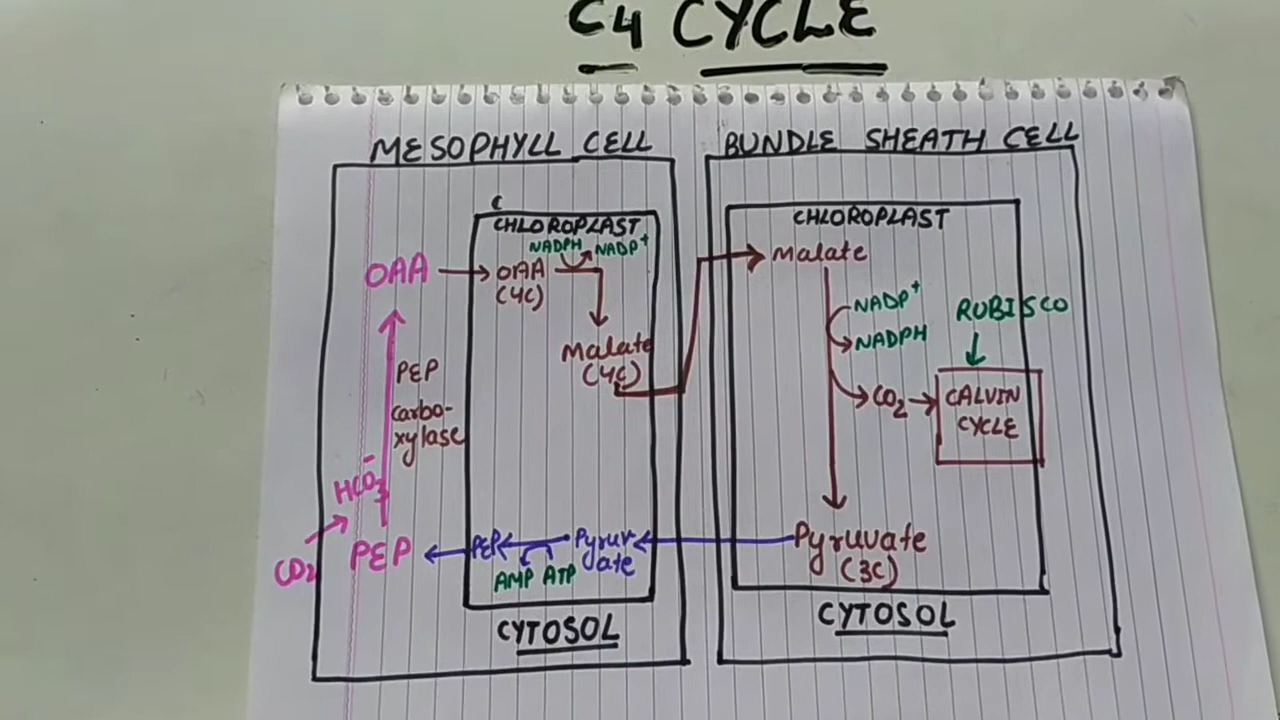 C4 CYCLE
MESOPHYLL CELL
BUNDLE SHEATH CELL
C
CHLOROPLAST
NADPH NADP+
OAA
OAA
(4C)
Malate
(4C)
PEP
Carbo-
xylase
HCO3-
CO2
PEP
PEP
Pyruv
ate
AMP ATP
CYTOSOL
CHLOROPLAST
Malate
NADP+
NADPH
RUBISCO
CO2
CALVIN
CYCLE
Pyruvate
(3C)
CYTOSOL